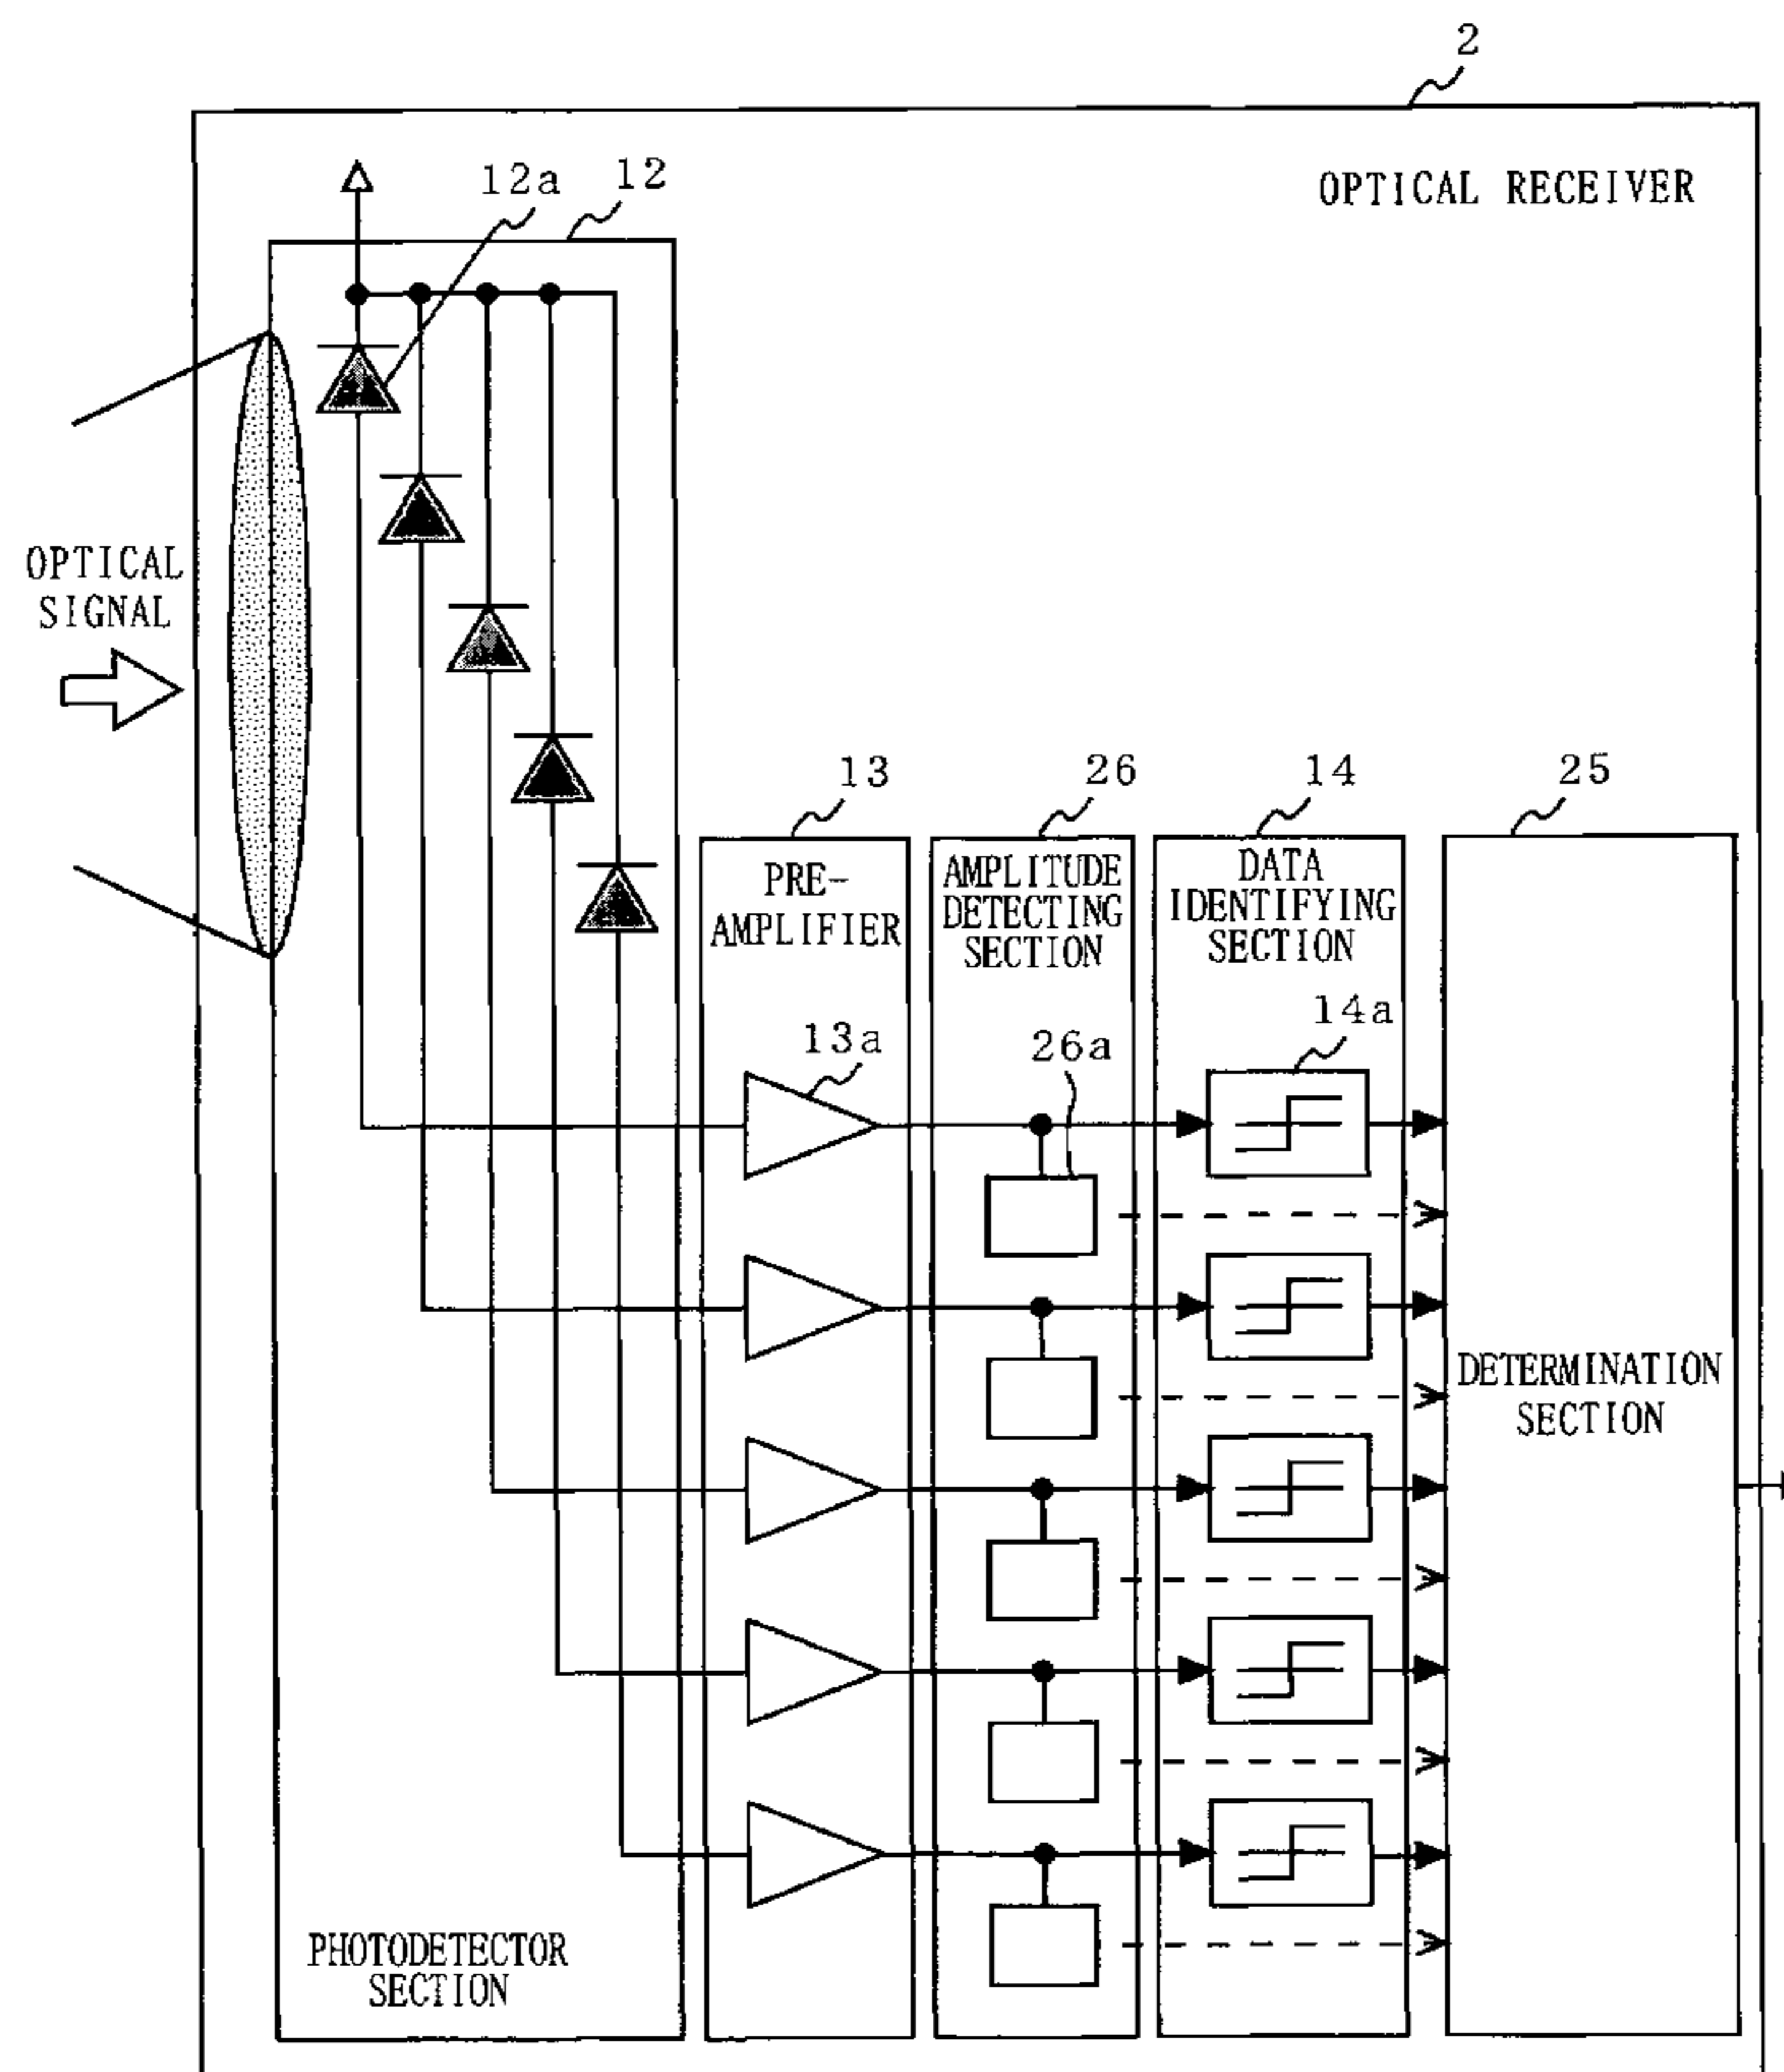 2
OPTICAL RECEIVER
12a
12
OPTICAL
SIGNAL
13
26
14
25
PRE-
AMPLIFIER
AMPLITUDE
DETECTING
SECTION
DATA
IDENTIFYING
SECTION
13a
26a
14a
DETERMINATION
SECTION
PHOTODETECTOR
SECTION